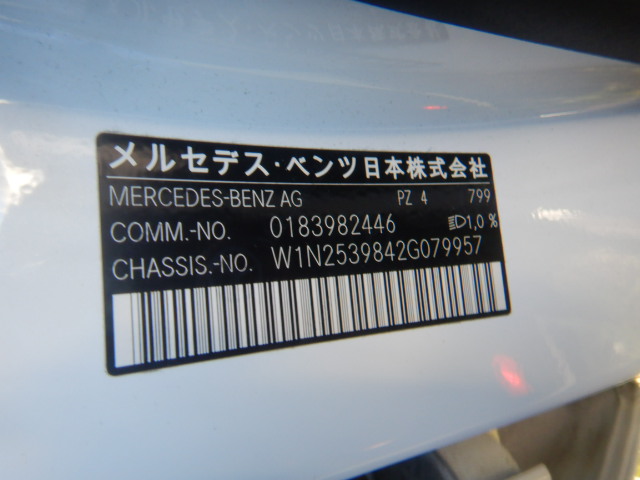 メルセデス・ベンツ日本株式会社
MERCEDES-BENZ AG PZ 4 799
COMM.-NO. 0183982446 1,0 %
CHASSIS.-NO. W1N2539842G079957